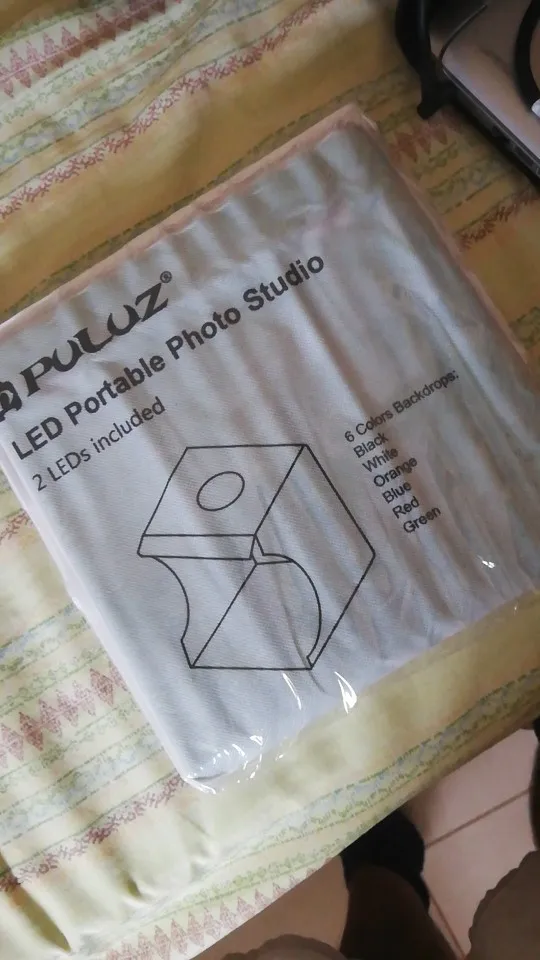 PULUZ®
LED Portable Photo Studio
2 LEDs included
6 Colors Backdrops:
Black
White
Orange
Blue
Red
Green